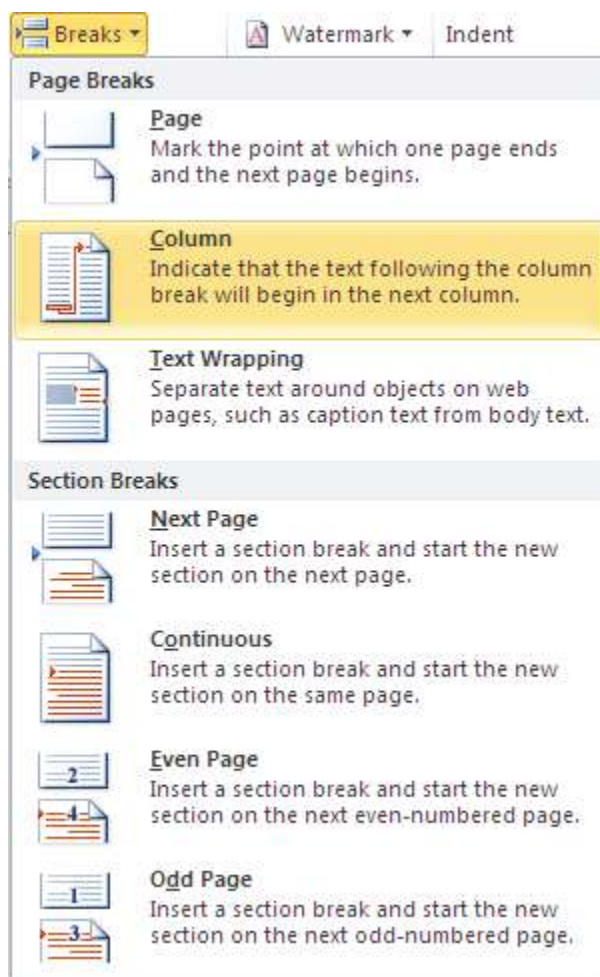 Breaks Watermark Indent
Page Breaks
Page
Mark the point at which one page ends
and the next page begins.
Column
Indicate that the text following the column
break will begin in the next column.
Text Wrapping
Separate text around objects on web
pages, such as caption text from body text.
Section Breaks
Next Page
Insert a section break and start the new
section on the next page.
Continuous
Insert a section break and start the new
section on the same page.
2
4
Even Page
Insert a section break and start the new
section on the next even-numbered page.
1
3
Odd Page
Insert a section break and start the new
section on the next odd-numbered page.